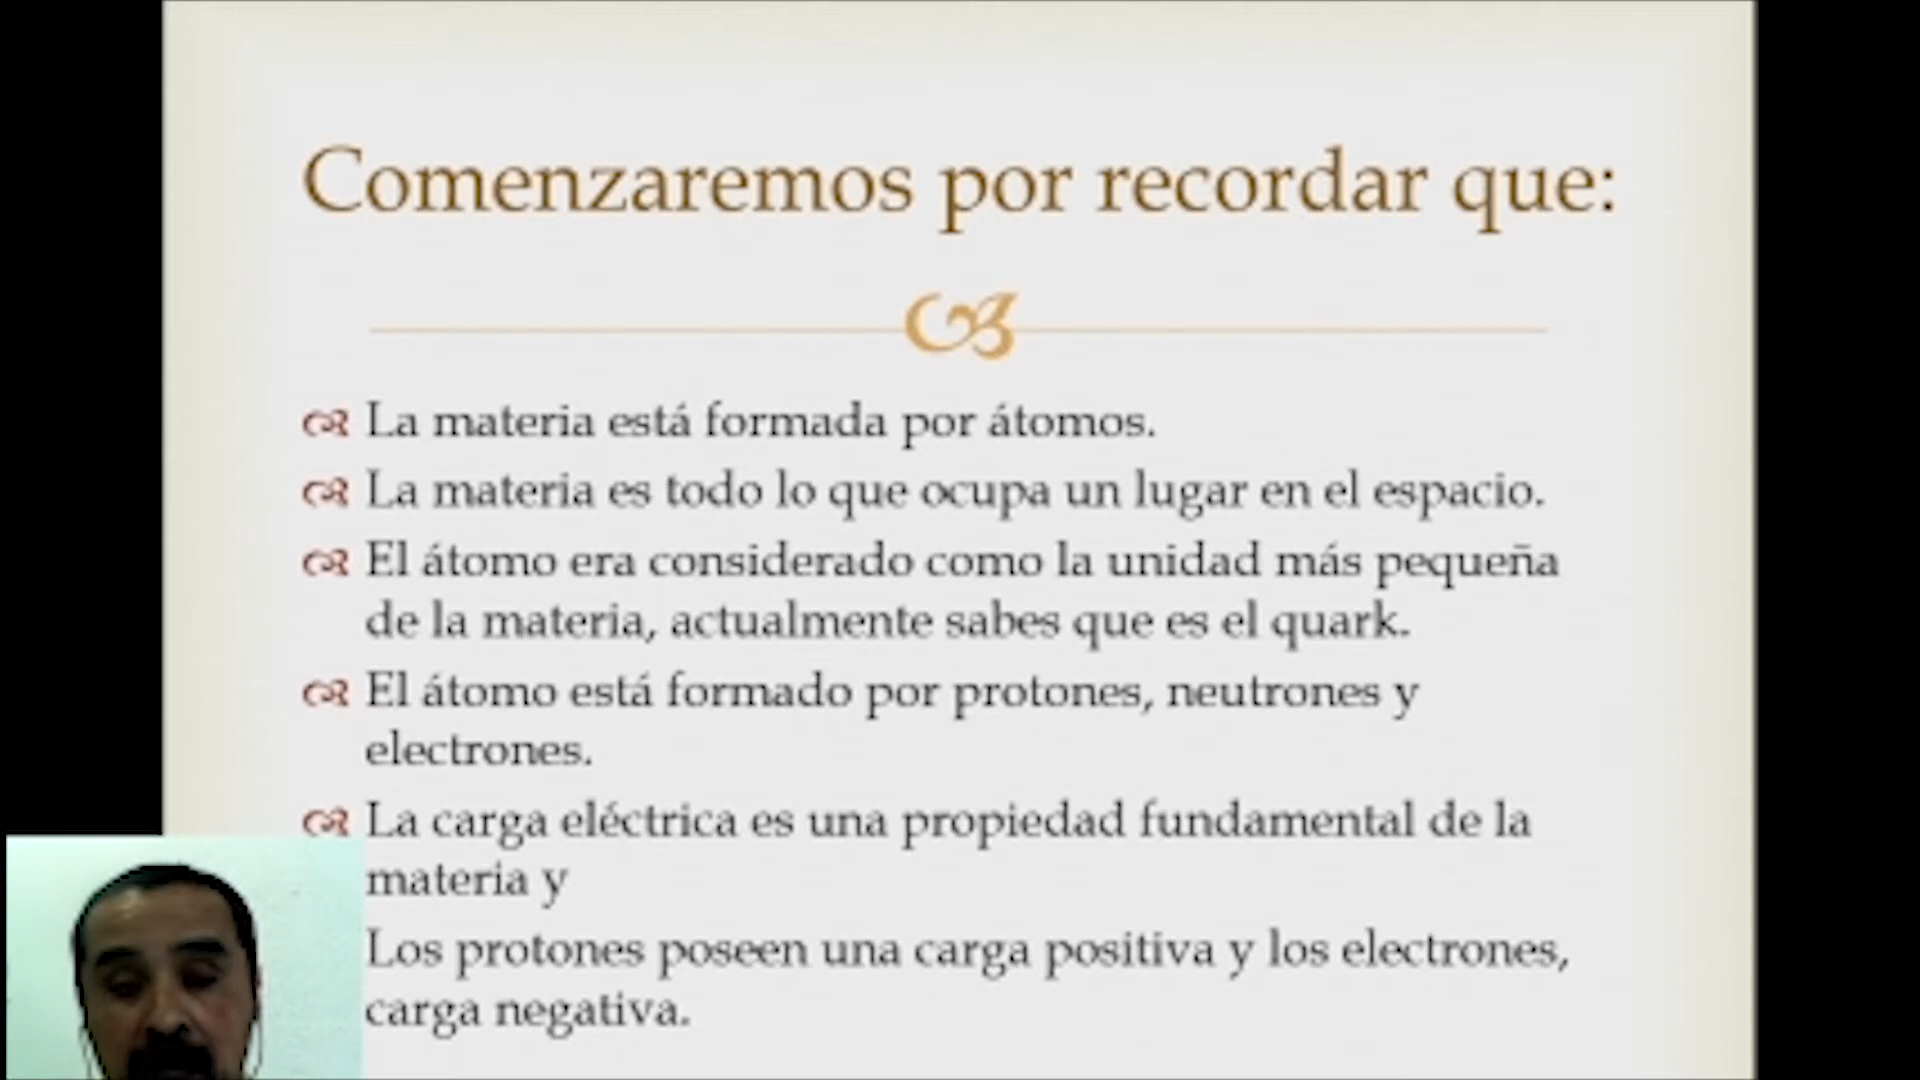 Comenzaremos por recordar que:
La materia está formada por átomos.
La materia es todo lo que ocupa un lugar en el espacio.
El átomo era considerado como la unidad más pequeña
de la materia, actualmente sabes que es el quark.
El átomo está formado por protones, neutrones y
electrones.
La carga eléctrica es una propiedad fundamental de la
materia y
Los protones poseen una carga positiva y los electrones,
carga negativa.